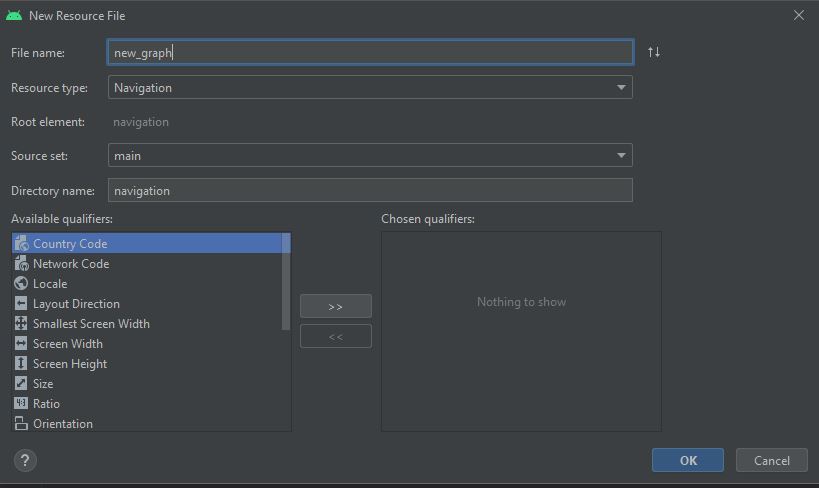 New Resource File
File name: new_graph
Resource type: Navigation
Root element: navigation
Source set: main
Directory name: navigation
Available qualifiers: Chosen qualifiers:
Country Code
Network Code
Locale
Layout Direction
Smallest Screen Width
Screen Width
Screen Height
Size
4:3 Ratio
Orientation
>>
<<
Nothing to show
?
OK Cancel